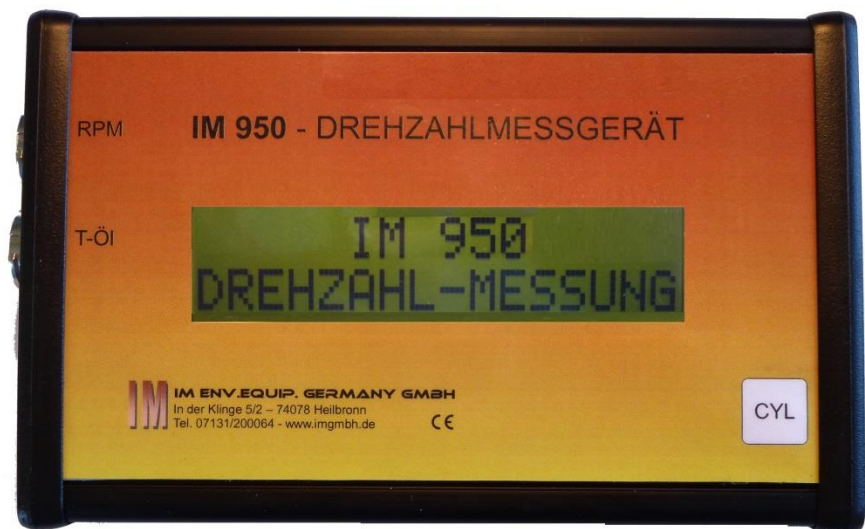 RPM
IM 950 - DREHZAHLMESSGERÄT
T-Öl
IM 950
DREHZAHL-MESSUNG
IM
IM ENV.EQUIP. GERMANY GMBH
In der Klinge 5/2 – 74078 Heilbronn
Tel. 07131/200064 - www.imgmbh.de
CE
CYL